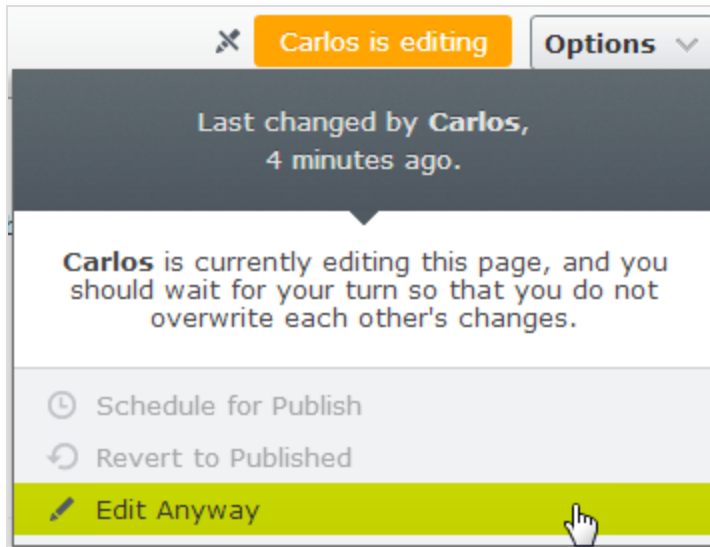 Carlos is editing
Options
Last changed by Carlos,
4 minutes ago.
Carlos is currently editing this page, and you
should wait for your turn so that you do not
overwrite each other's changes.
Schedule for Publish
Revert to Published
Edit Anyway